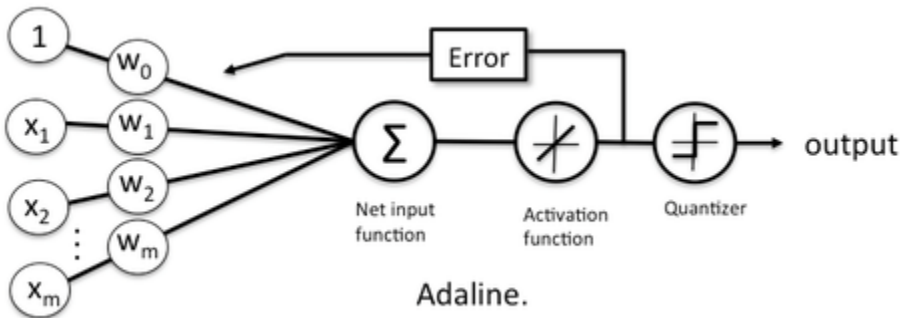 1
w₀
Error
x₁
w₁
Σ
output
x₂
w₂
Net input
function
Activation
function
Quantizer
⋮
wₘ
xₘ
Adaline.